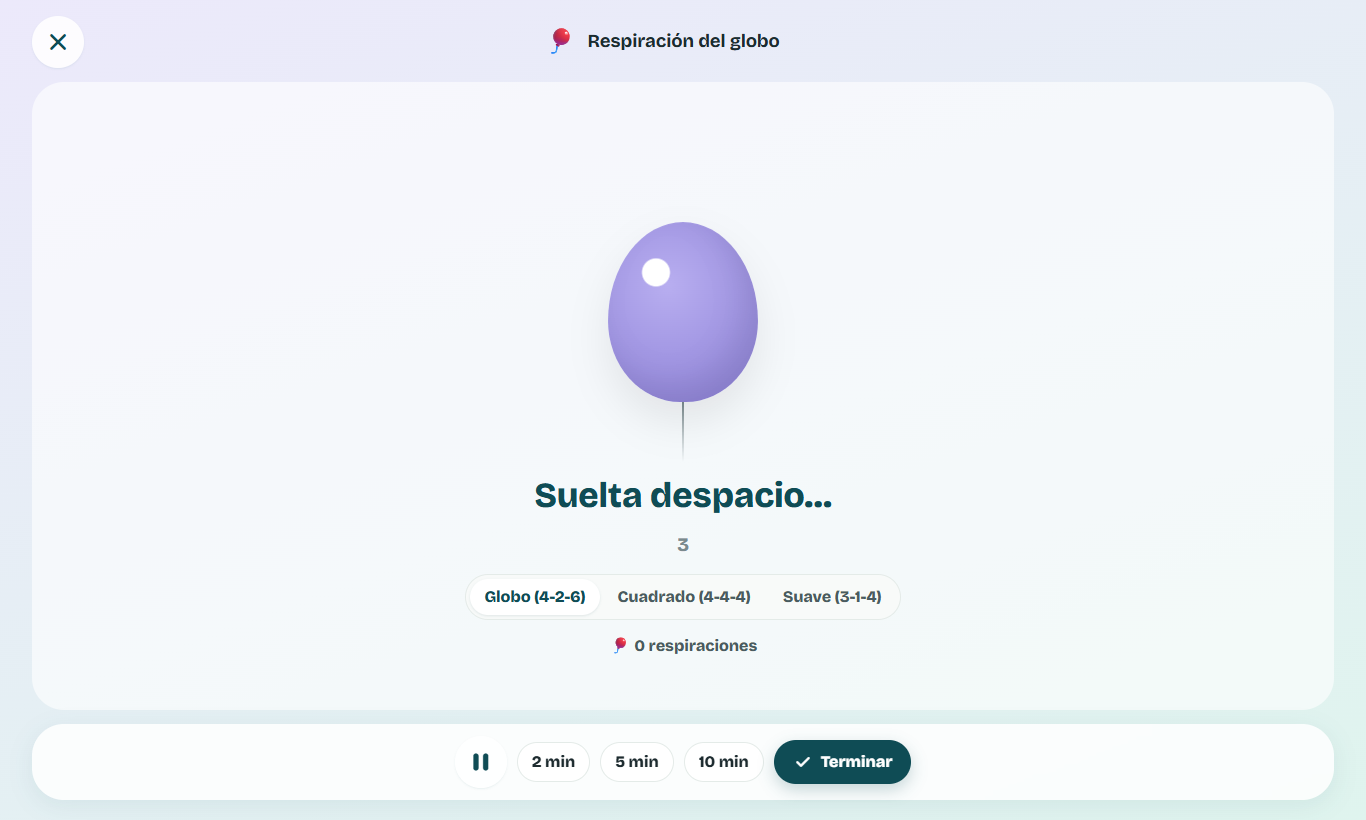 Respiración del globo
Suelta despacio...
3
Globo (4-2-6) Cuadrado (4-4-4) Suave (3-1-4)
0 respiraciones
2 min 5 min 10 min Terminar